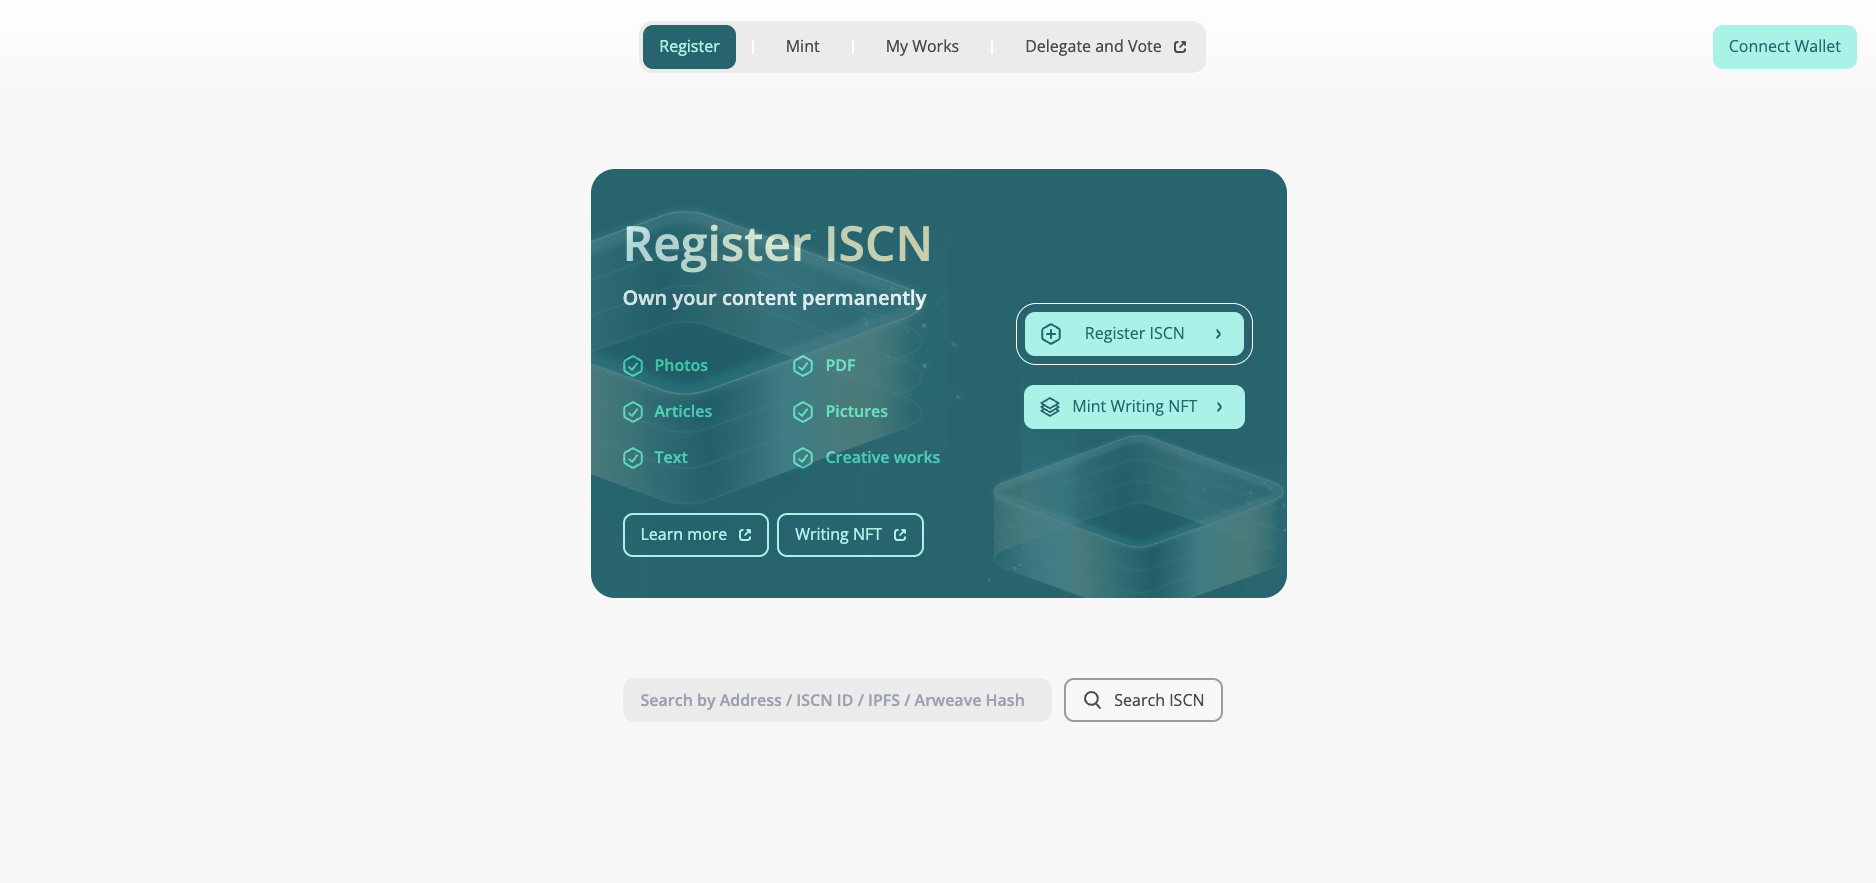 Register
Mint
My Works
Delegate and Vote
Connect Wallet
Register ISCN
Own your content permanently
Photos
PDF
Articles
Pictures
Text
Creative works
Register ISCN
Mint Writing NFT
Learn more
Writing NFT
Search by Address / ISCN ID / IPFS / Arweave Hash
Search ISCN